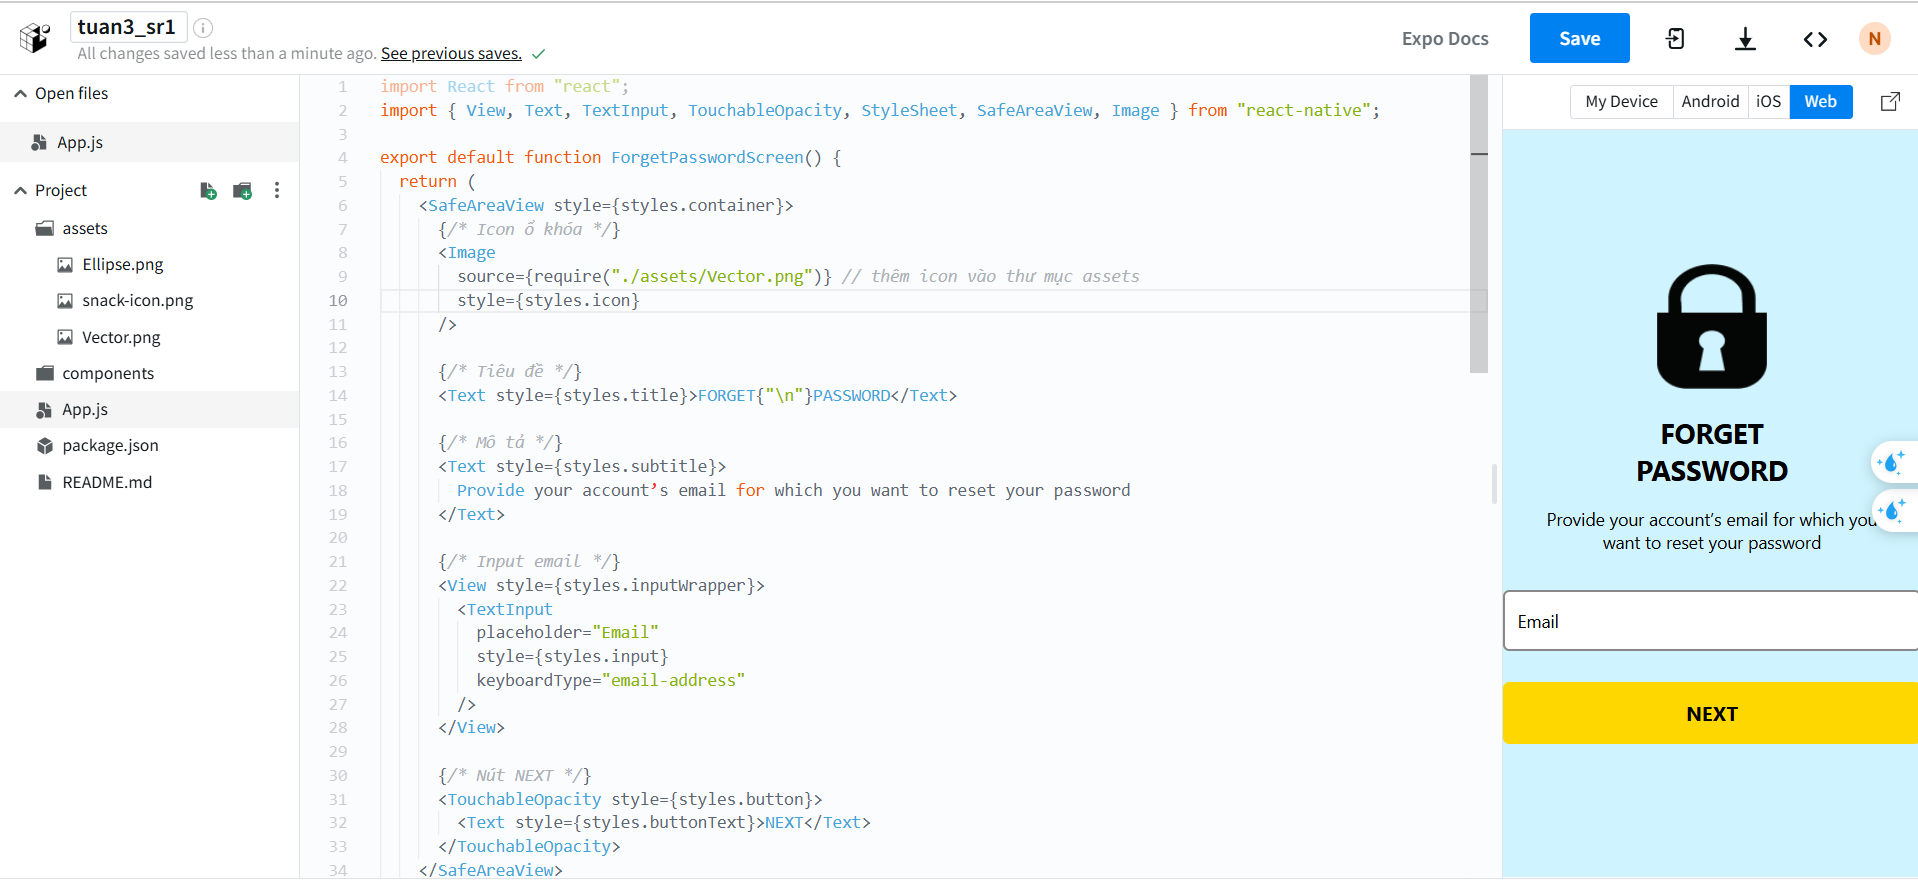 tuan3_sr1
All changes saved less than a minute ago. See previous saves.
Expo Docs
Save
N
Open files
App.js
Project
assets
Ellipse.png
snack-icon.png
Vector.png
components
App.js
package.json
README.md
1 import React from "react";
2 import { View, Text, TextInput, TouchableOpacity, StyleSheet, SafeAreaView, Image } from "react-native";
3
4 export default function ForgetPasswordScreen() {
5 return (
6 <SafeAreaView style={styles.container}>
7 {/* Icon ổ khóa */}
8 <Image
9 source={require("./assets/Vector.png")} // thêm icon vào thư mục assets
10 style={styles.icon}
11 />
12
13 {/* Tiêu đề */}
14 <Text style={styles.title}>FORGET{"\n"}PASSWORD</Text>
15
16 {/* Mô tả */}
17 <Text style={styles.subtitle}>
18 Provide your account’s email for which you want to reset your password
19 </Text>
20
21 {/* Input email */}
22 <View style={styles.inputWrapper}>
23 <TextInput
24 placeholder="Email"
25 style={styles.input}
26 keyboardType="email-address"
27 />
28 </View>
29
30 {/* Nút NEXT */}
31 <TouchableOpacity style={styles.button}>
32 <Text style={styles.buttonText}>NEXT</Text>
33 </TouchableOpacity>
34 </SafeAreaView>
My Device Android iOS Web
FORGET
PASSWORD
Provide your account’s email for which you
want to reset your password
Email
NEXT